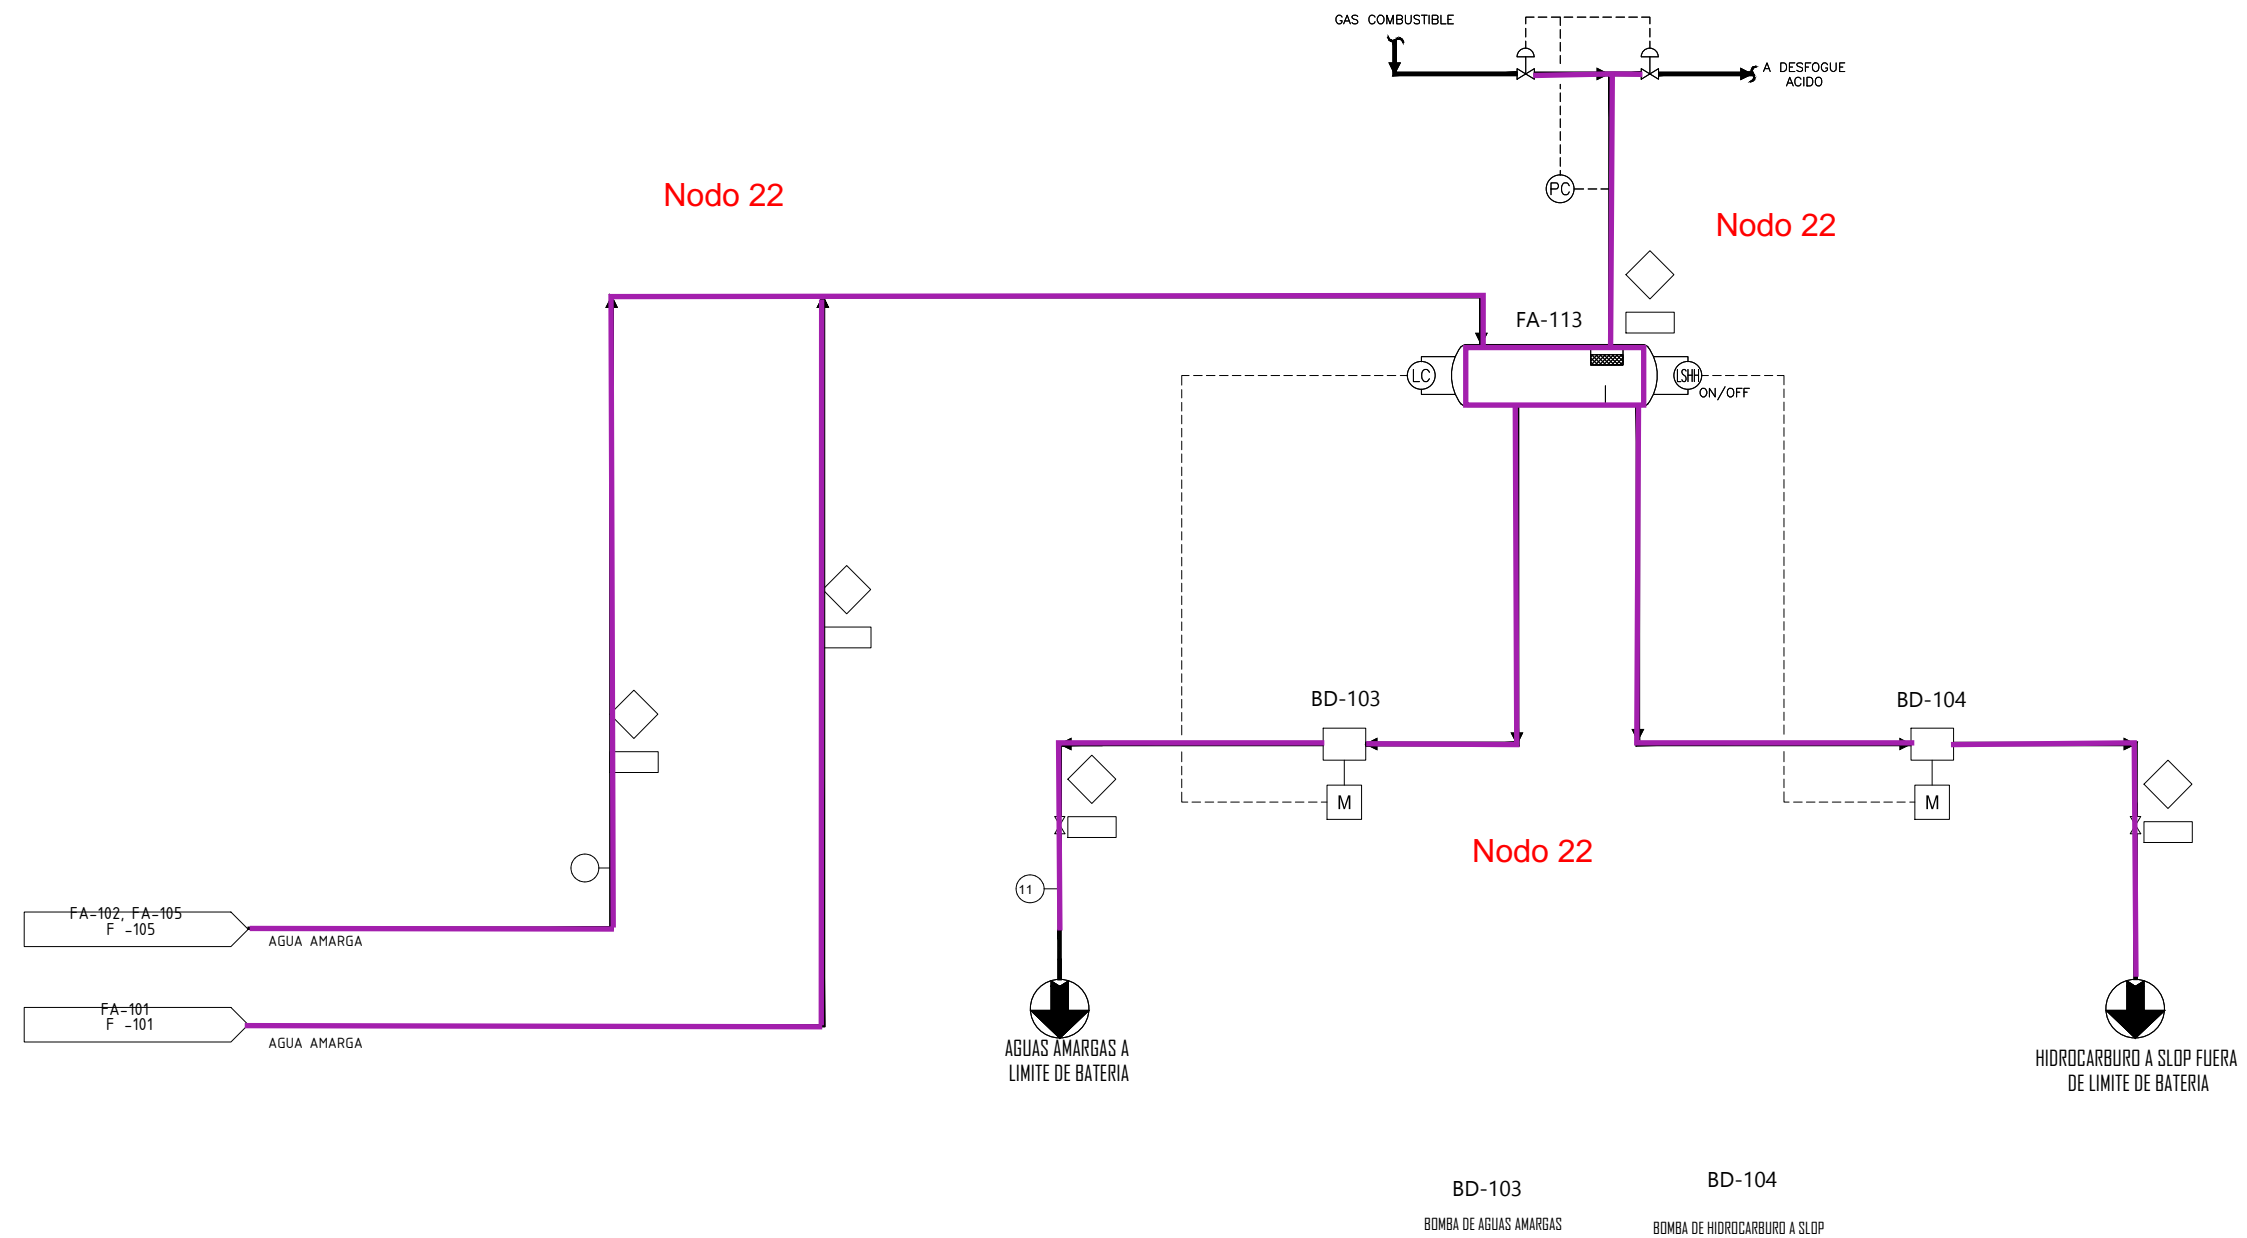 GAS COMBUSTIBLE
A DESFOGUE
ACIDO
PC
Nodo 22
Nodo 22
FA-113
LC
LSHH
ON/OFF
BD-103
BD-104
M
M
Nodo 22
11
FA-102, FA-105
F -105
AGUA AMARGA
FA-101
F -101
AGUA AMARGA
AGUAS AMARGAS A
LIMITE DE BATERIA
HIDROCARBURO A SLOP FUERA
DE LIMITE DE BATERIA
BD-103
BOMBA DE AGUAS AMARGAS
BD-104
BOMBA DE HIDROCARBURO A SLOP